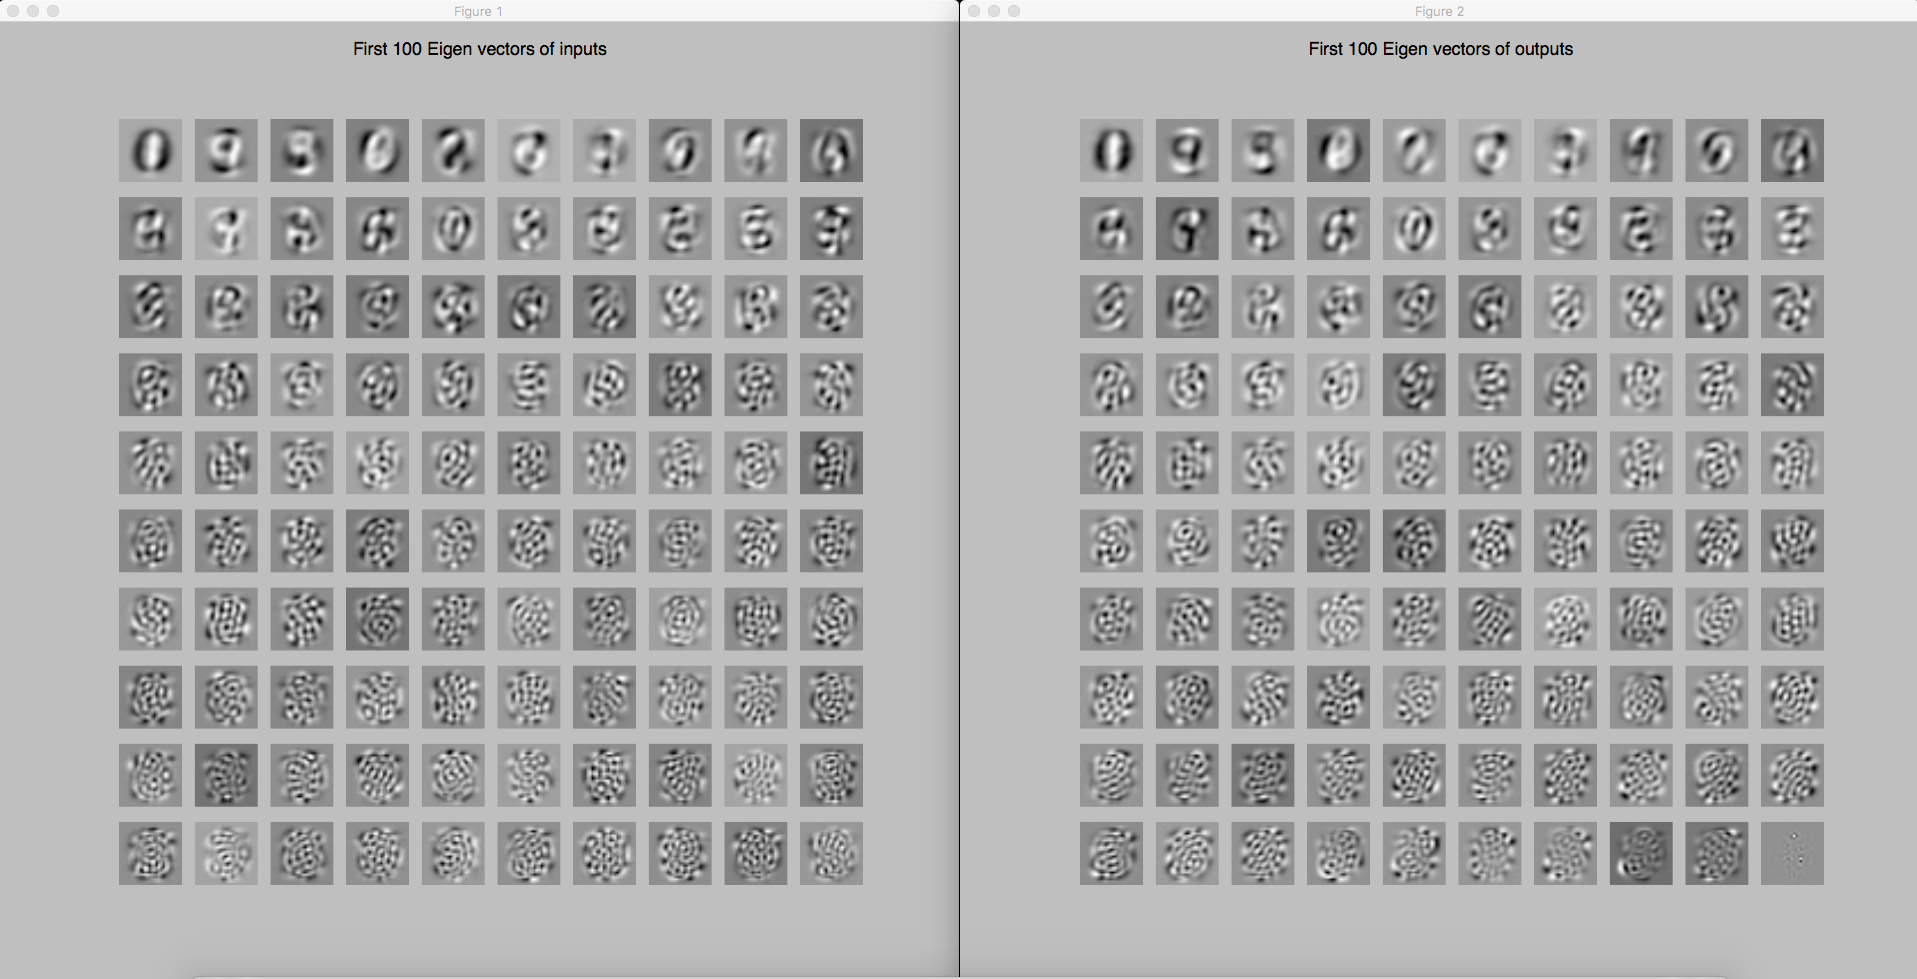 Figure 1
First 100 Eigen vectors of inputs
Figure 2
First 100 Eigen vectors of outputs